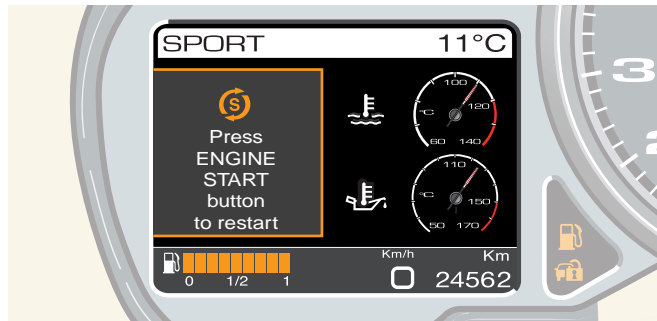 SPORT 11°C
S
Press
ENGINE
START
button
to restart
100
120
°C
60 140
110
°C
150
50 170
0 1/2 1
Km/h
0
Km
24562
3
2